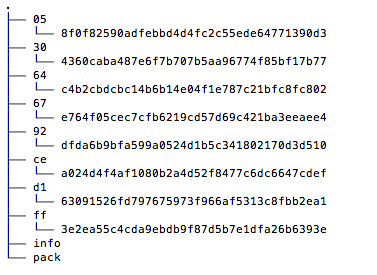 .
├── 05
│   └── 8f0f82590adfebbd4d4fc2c55ede64771390d3
├── 30
│   └── 4360caba487e6f7b707b5aa96774f85bf17b77
├── 64
│   └── c4b2cbdcbc14b6b14e04f1e787c21bfc8fc802
├── 67
│   └── e764f05cec7cfb6219cd57d69c421ba3eeaee4
├── 92
│   └── dfda6b9bfa599a0524d1b5c341802170d3d510
├── ce
│   └── a024d4f4af1080b2a4d52f8477c6dc6647cdef
├── d1
│   └── 63091526fd797675973f966af5313c8fbb2ea1
├── ff
│   └── 3e2ea55c4cda9ebdb9f87d5b7e1dfa26b6393e
├── info
└── pack